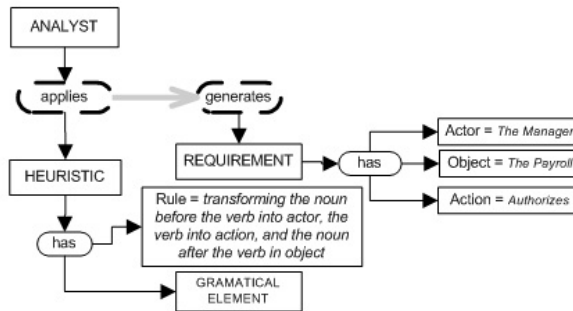 ANALYST
applies
generates
HEURISTIC
REQUIREMENT
has
Actor = The Manager
Object = The Payroll
Action = Authorizes
has
Rule = transforming the noun
before the verb into actor, the
verb into action, and the noun
after the verb in object
GRAMATICAL
ELEMENT